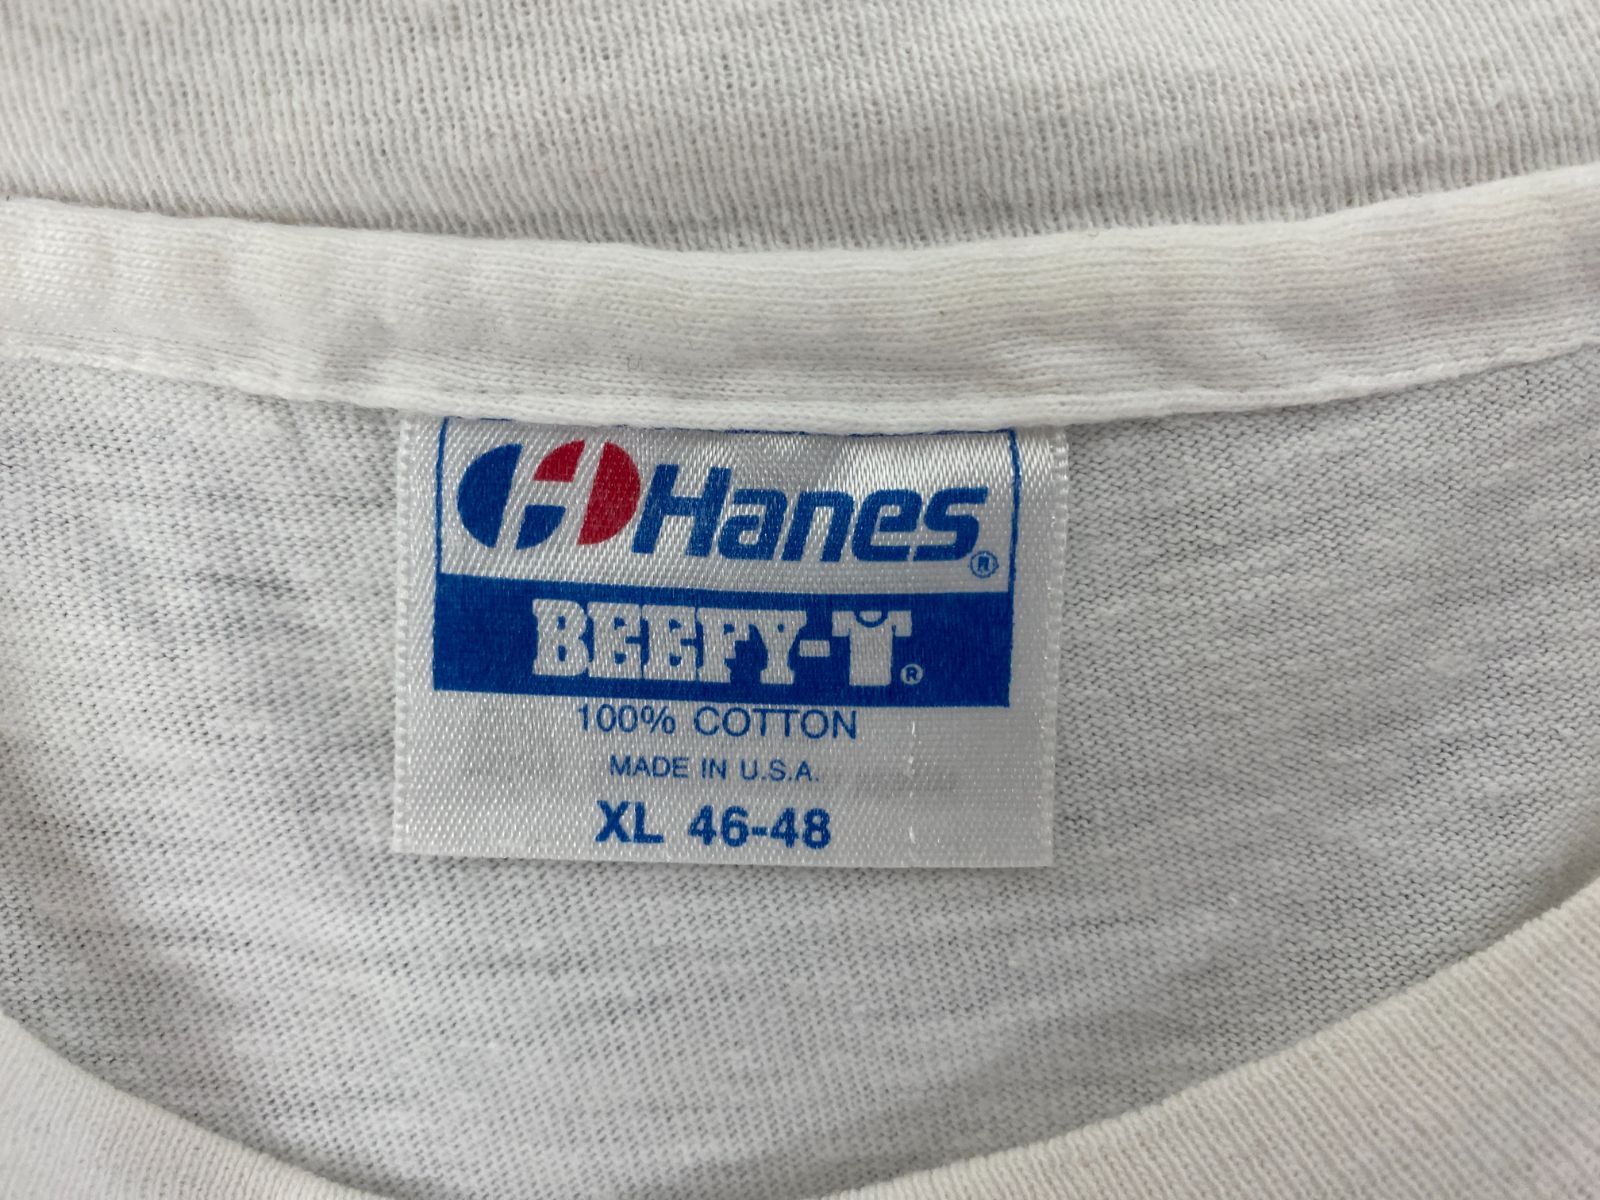 Hanes®
BEEFY-T®
100% COTTON
MADE IN U.S.A.
XL 46-48